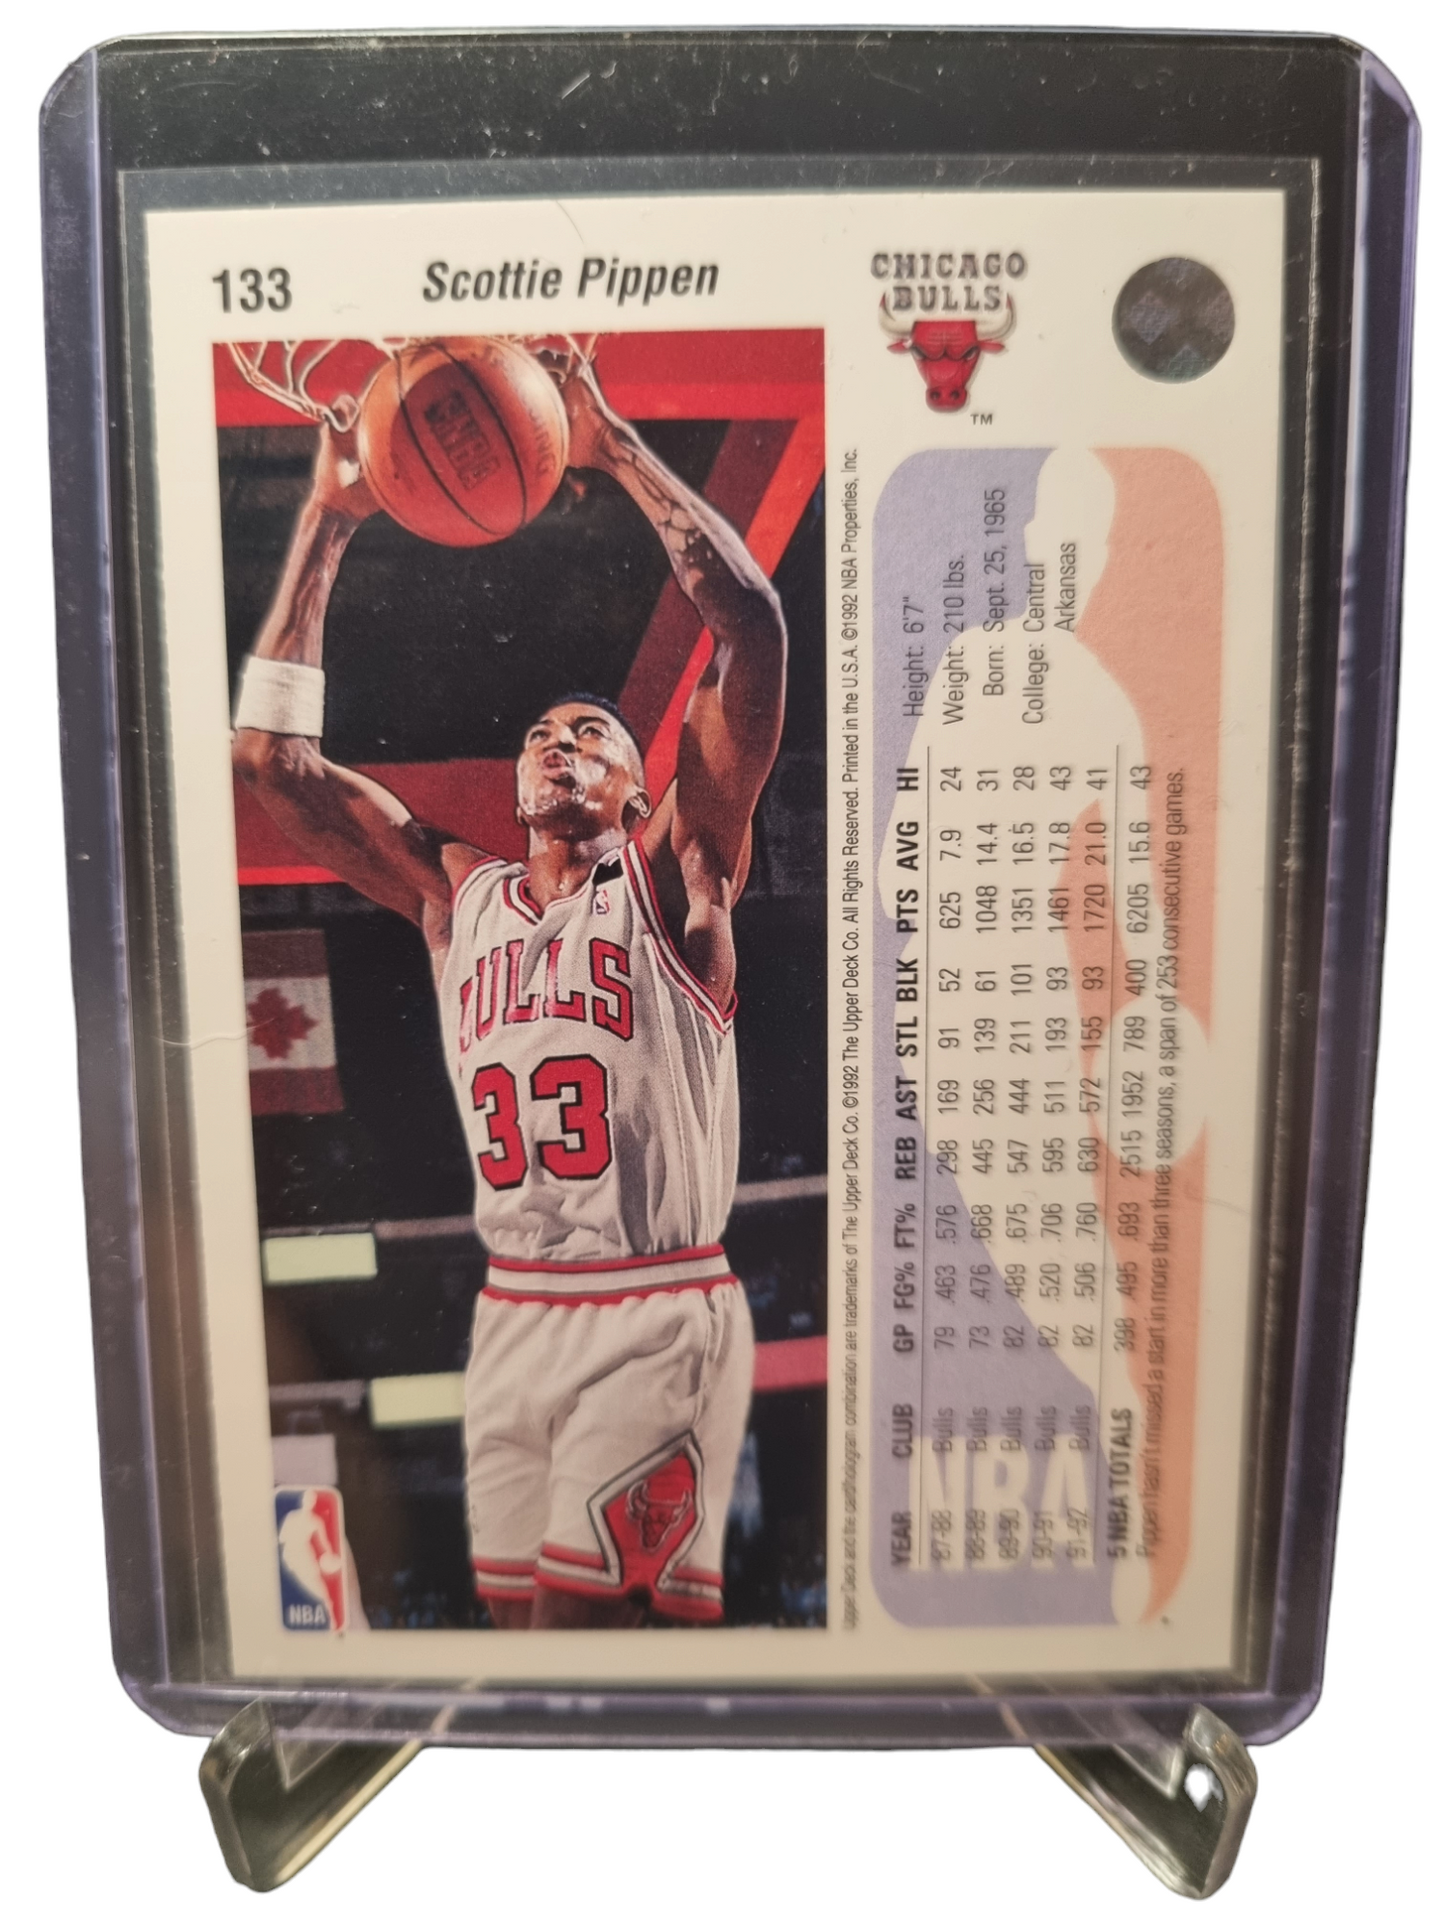 133
Scottie Pippen
CHICAGO
BULLS
TM
NBA
BULLS
33
NBA
Upper Deck and the card/hologram combination are trademarks of The Upper Deck Co. ©1992 The Upper Deck Co. All Rights Reserved. Printed in the U.S.A. ©1992 NBA Properties, Inc.
Height: 6'7"
Weight: 210 lbs.
Born: Sept. 25, 1965
College: Central
Arkansas
YEAR CLUB GP FG% FT% REB AST STL BLK PTS AVG HI
87-88 Bulls 79 .463 .576 298 169 91 52 625 7.9 24
88-89 Bulls 73 .476 .668 445 256 139 61 1048 14.4 31
89-90 Bulls 82 .489 .675 547 444 211 101 1351 16.5 28
90-91 Bulls 82 .520 .706 595 511 193 93 1461 17.8 43
91-92 Bulls 82 .506 .760 630 572 155 93 1720 21.0 41
5 NBA TOTALS 398 .495 .693 2515 1952 789 400 6205 15.6 43
Pippen hasn't missed a start in more than three seasons, a span of 253 consecutive games.
NBA